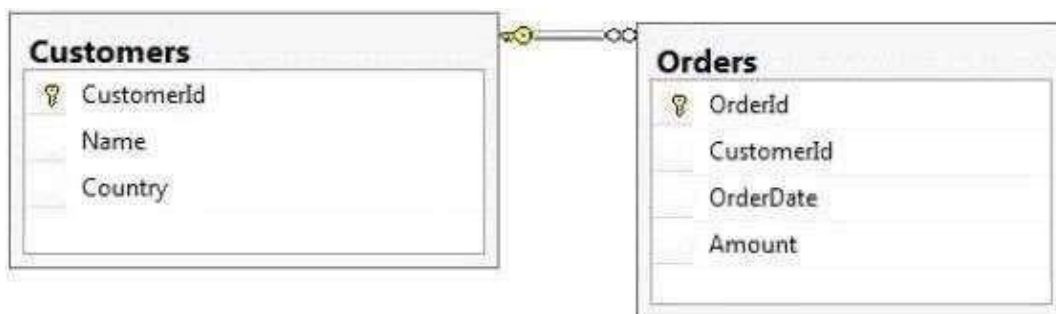 Customers
CustomerId
Name
Country
Orders
OrderId
CustomerId
OrderDate
Amount